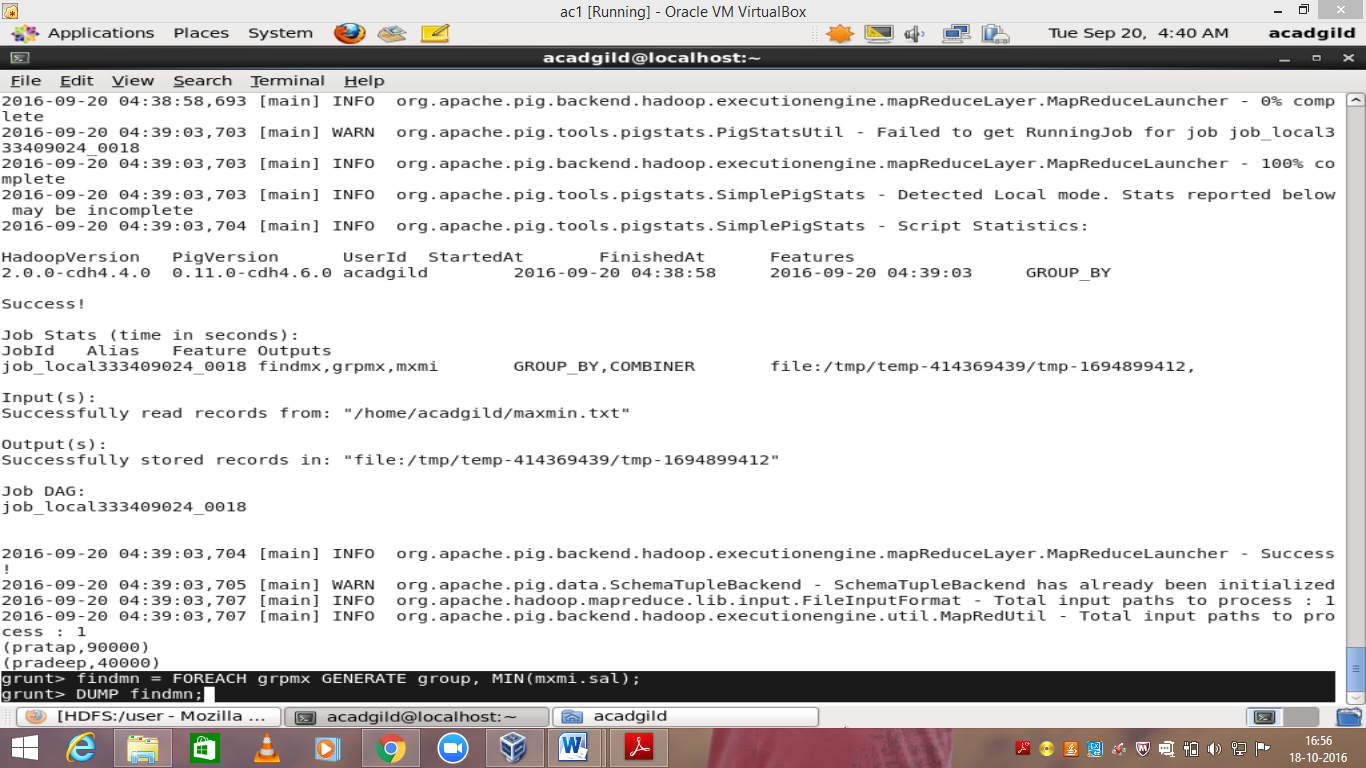 ac1 [Running] - Oracle VM VirtualBox
Applications Places System Tue Sep 20, 4:40 AM acadgild
acadgild@localhost:~
File Edit View Search Terminal Help
2016-09-20 04:38:58,693 [main] INFO  org.apache.pig.backend.hadoop.executionengine.mapReduceLayer.MapReduceLauncher - 0% comp
lete
2016-09-20 04:39:03,703 [main] WARN  org.apache.pig.tools.pigstats.PigStatsUtil - Failed to get RunningJob for job job_local3
33409024_0018
2016-09-20 04:39:03,703 [main] INFO  org.apache.pig.backend.hadoop.executionengine.mapReduceLayer.MapReduceLauncher - 100% co
mplete
2016-09-20 04:39:03,703 [main] INFO  org.apache.pig.tools.pigstats.SimplePigStats - Detected Local mode. Stats reported below
 may be incomplete
2016-09-20 04:39:03,704 [main] INFO  org.apache.pig.tools.pigstats.SimplePigStats - Script Statistics:
HadoopVersion PigVersion UserId StartedAt FinishedAt Features
2.0.0-cdh4.4.0 0.11.0-cdh4.6.0 acadgild 2016-09-20 04:38:58 2016-09-20 04:39:03 GROUP_BY
Success!
Job Stats (time in seconds):
JobId Alias Feature Outputs
job_local333409024_0018 findmx,grpmx,mxmi GROUP_BY,COMBINER file:/tmp/temp-414369439/tmp-1694899412,
Input(s):
Successfully read records from: "/home/acadgild/maxmin.txt"
Output(s):
Successfully stored records in: "file:/tmp/temp-414369439/tmp-1694899412"
Job DAG:
job_local333409024_0018
2016-09-20 04:39:03,704 [main] INFO  org.apache.pig.backend.hadoop.executionengine.mapReduceLayer.MapReduceLauncher - Success
!
2016-09-20 04:39:03,705 [main] WARN  org.apache.pig.data.SchemaTupleBackend - SchemaTupleBackend has already been initialized
2016-09-20 04:39:03,707 [main] INFO  org.apache.hadoop.mapreduce.lib.input.FileInputFormat - Total input paths to process : 1
2016-09-20 04:39:03,707 [main] INFO  org.apache.pig.backend.hadoop.executionengine.util.MapRedUtil - Total input paths to pro
cess : 1
(pratap,90000)
(pradeep,40000)
grunt> findmn = FOREACH grpmx GENERATE group, MIN(mxmi.sal);
grunt> DUMP findmn;
[HDFS:/user - Mozilla ... acadgild@localhost:~ acadgild
16:56
18-10-2016